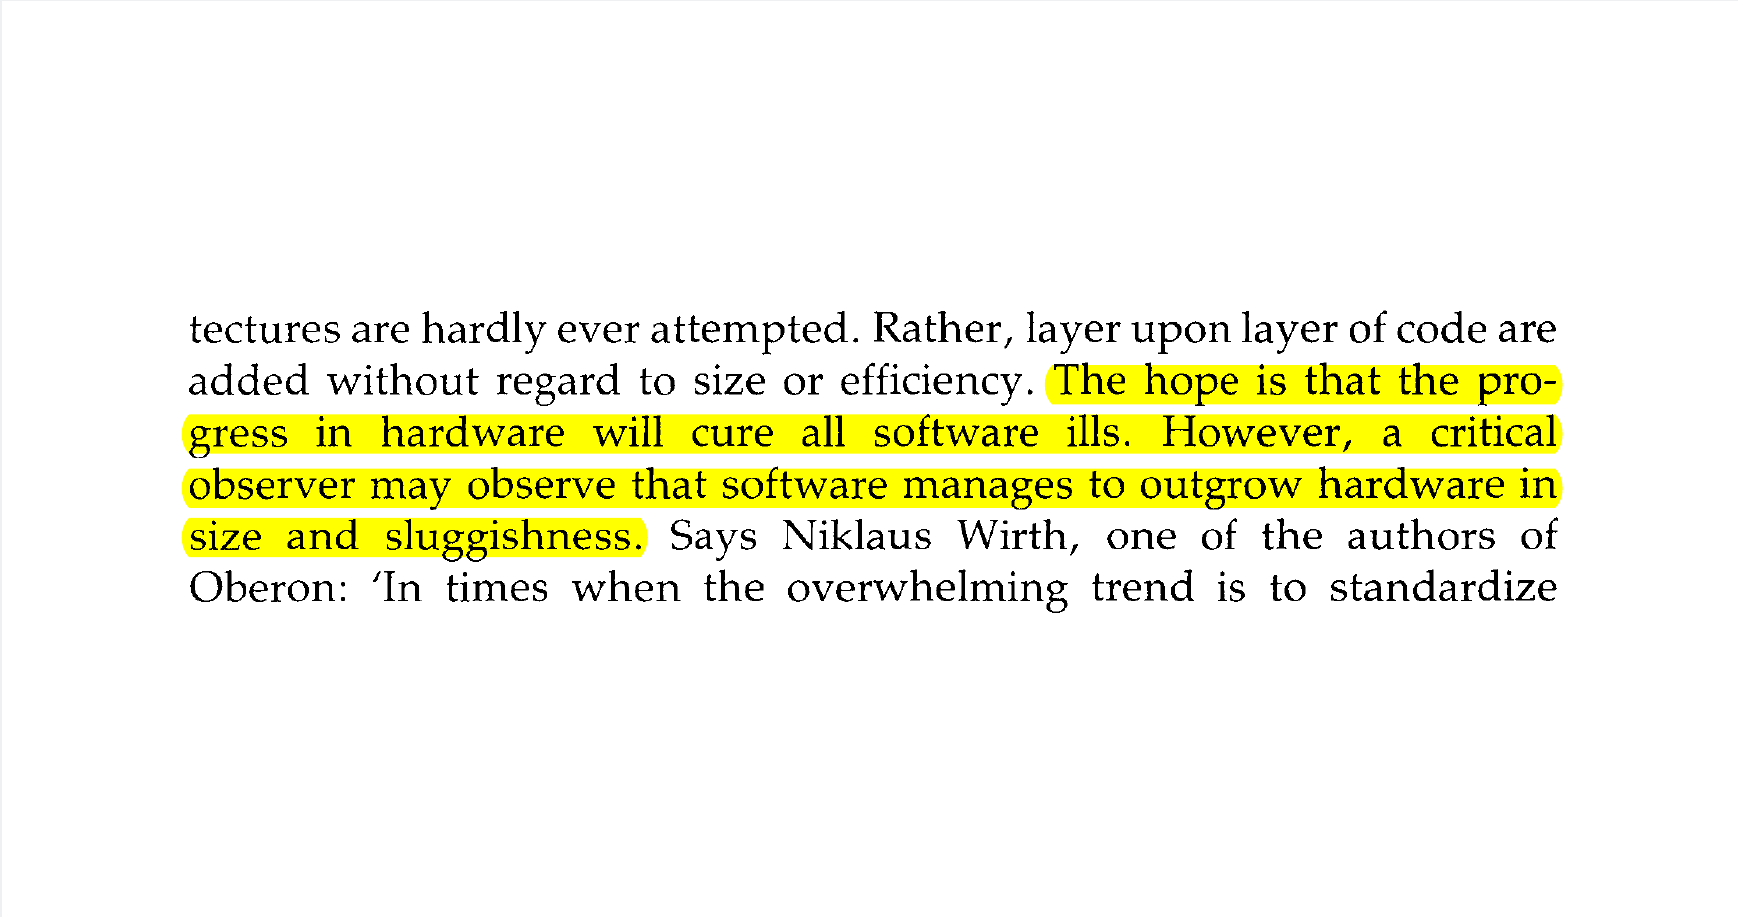 tectures are hardly ever attempted. Rather, layer upon layer of code are
added without regard to size or efficiency. The hope is that the pro-
gress in hardware will cure all software ills. However, a critical
observer may observe that software manages to outgrow hardware in
size and sluggishness. Says Niklaus Wirth, one of the authors of
Oberon: ‘In times when the overwhelming trend is to standardize